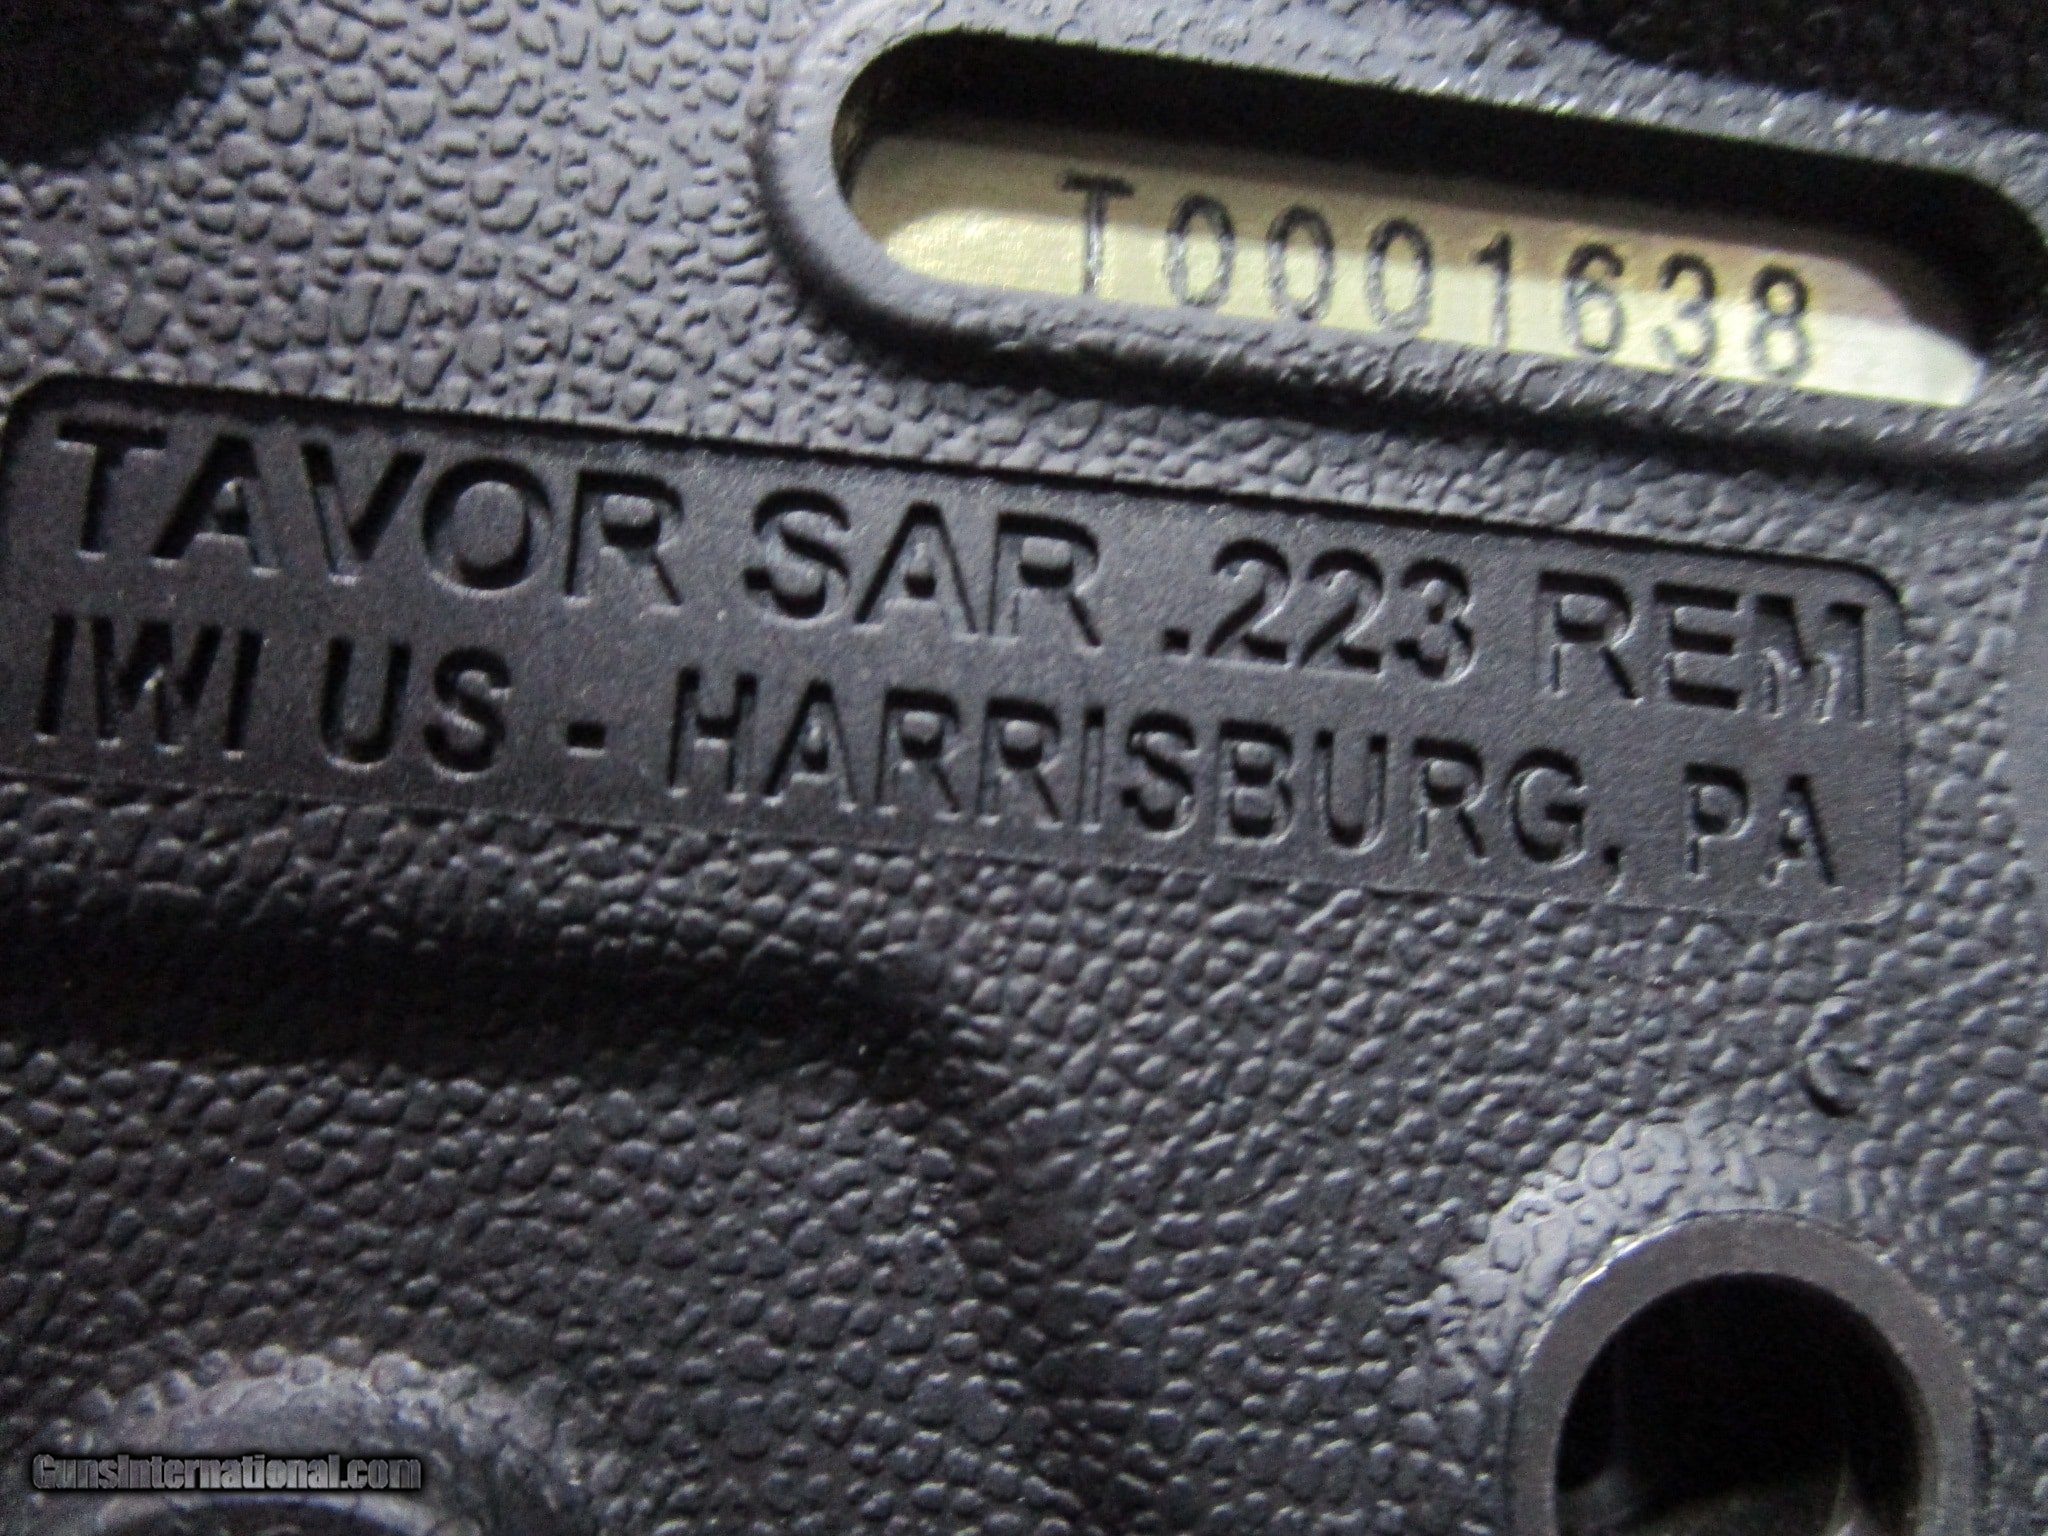 T0001638
TAVOR SAR .223 REM
IWI US - HARRISBURG, PA
GunsInternational.com